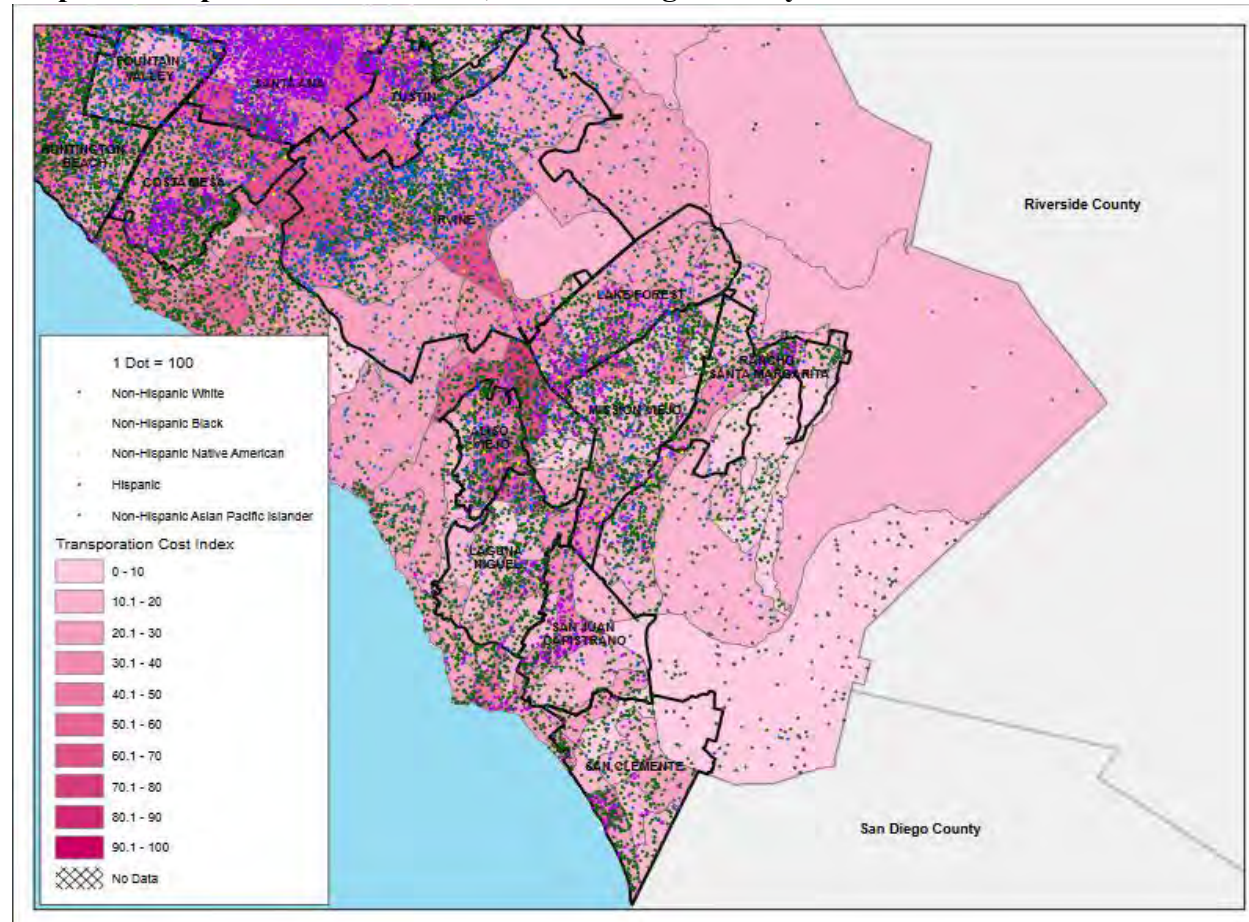 FOUNTAIN
VALLEY
SANTA ANA
TUSTIN
HUNTINGTON
BEACH
COSTA MESA
IRVINE
Riverside County
LAKE FOREST
RANCHO
SANTA MARGARITA
MISSION VIEJO
ALISO
VIEJO
LAGUNA
NIGUEL
SAN JUAN
CAPISTRANO
SAN CLEMENTE
San Diego County
1 Dot = 100
Non-Hispanic White
Non-Hispanic Black
Non-Hispanic Native American
Hispanic
Non-Hispanic Asian Pacific Islander
Transporation Cost Index
0 - 10
10.1 - 20
20.1 - 30
30.1 - 40
40.1 - 50
50.1 - 60
60.1 - 70
70.1 - 80
80.1 - 90
90.1 - 100
No Data